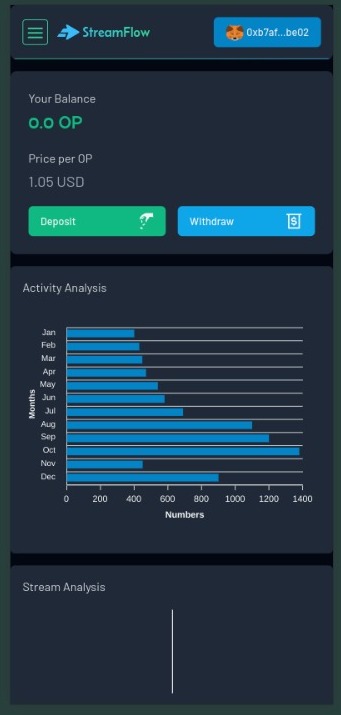 StreamFlow
0xb7af...be02
Your Balance
0.0 OP
Price per OP
1.05 USD
Deposit
Withdraw
Activity Analysis
Months
Jan
Feb
Mar
Apr
May
Jun
Jul
Aug
Sep
Oct
Nov
Dec
0 200 400 600 800 1000 1200 1400
Numbers
Stream Analysis